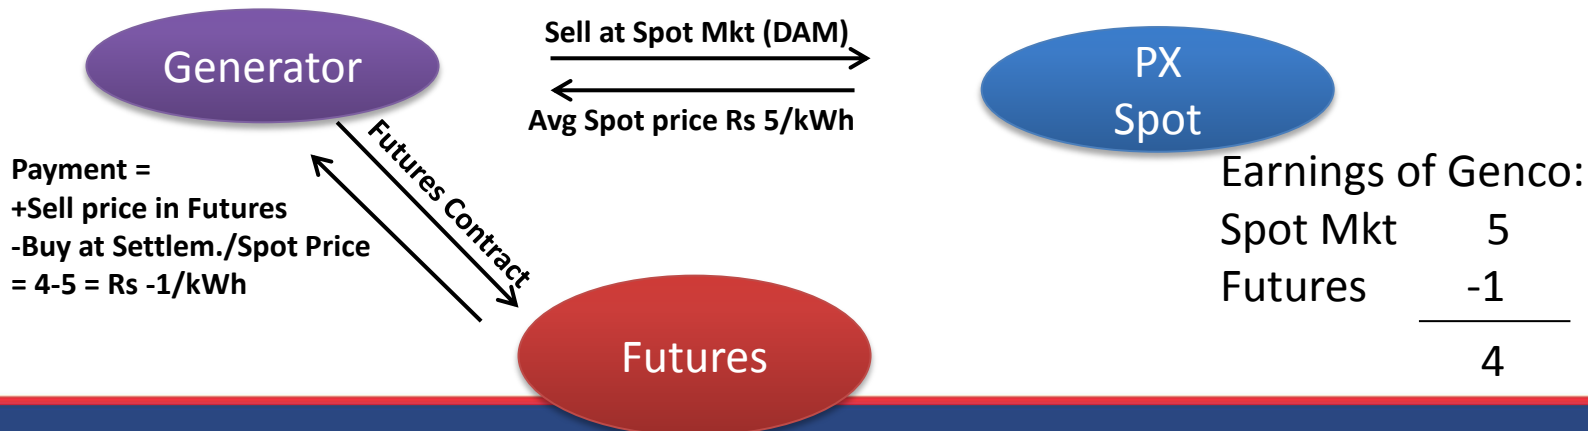 Generator
Sell at Spot Mkt (DAM)
Avg Spot price Rs 5/kWh
PX
Spot
Payment =
+Sell price in Futures
-Buy at Settlem./Spot Price
= 4-5 = Rs -1/kWh
Futures Contract
Futures
Earnings of Genco:
Spot Mkt 5
Futures -1
4